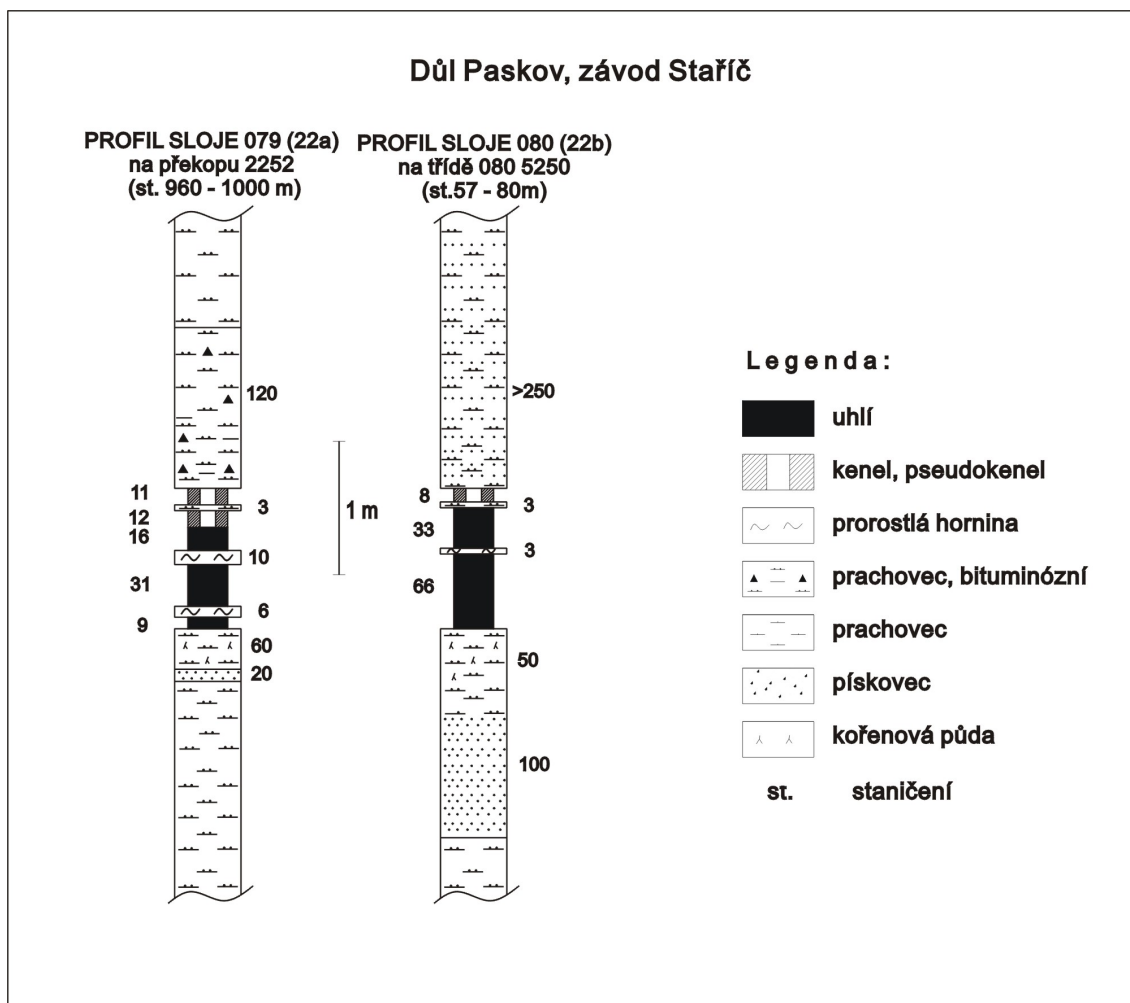 Důl Paskov, závod Staříč
PROFIL SLOJE 079 (22a)
na překopu 2252
(st. 960 - 1000 m)
120
11
3
12
16
10
31
6
9
60
20
1 m
PROFIL SLOJE 080 (22b)
na třídě 080 5250
(st.57 - 80m)
>250
8
3
33
3
66
50
100
Legenda:
uhlí
kenel, pseudokenel
prorostlá hornina
prachovec, bituminózní
prachovec
pískovec
kořenová půda
st. staničení